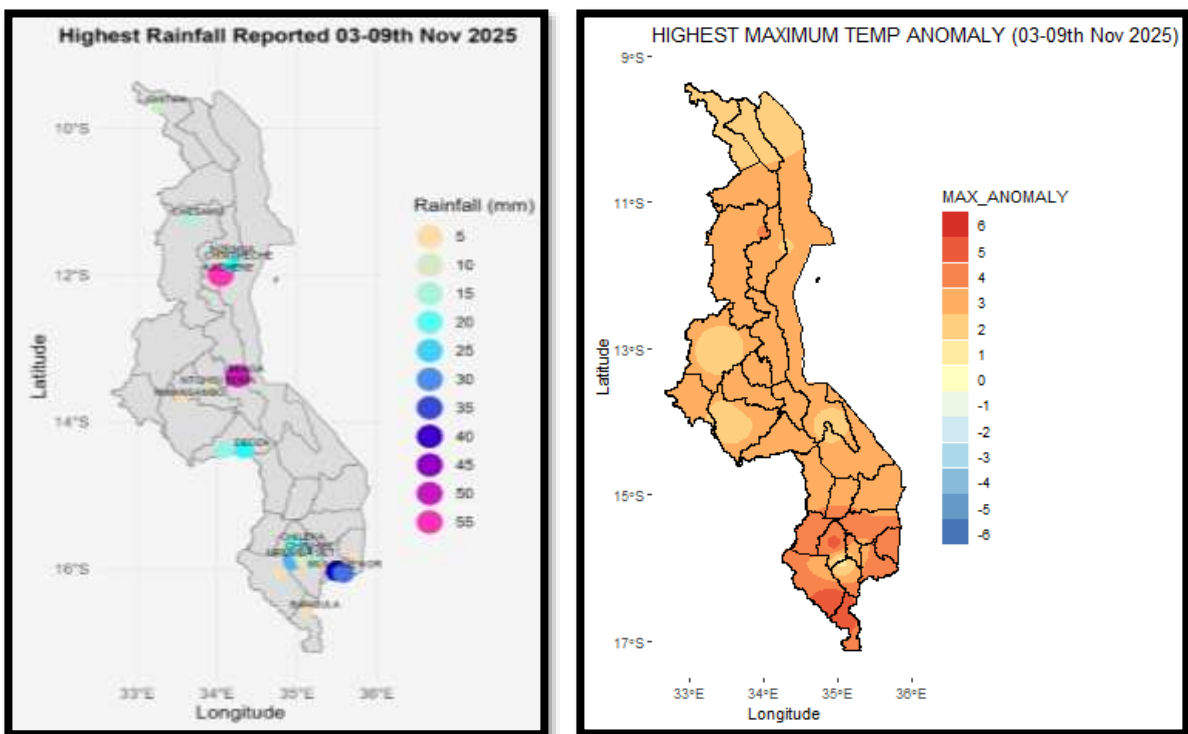 Highest Rainfall Reported 03-09th Nov 2025
10°S
12°S
14°S
16°S
Latitude
33°E 34°E 35°E 36°E
Longitude
CHITIPA
DEDZA
CHILEKA
Rainfall (mm)
5
10
15
20
25
30
35
40
45
50
55
HIGHEST MAXIMUM TEMP ANOMALY (03-09th Nov 2025)
9°S
11°S
13°S
15°S
17°S
Latitude
33°E 34°E 35°E 36°E
Longitude
MAX_ANOMALY
6
5
4
3
2
1
0
-1
-2
-3
-4
-5
-6